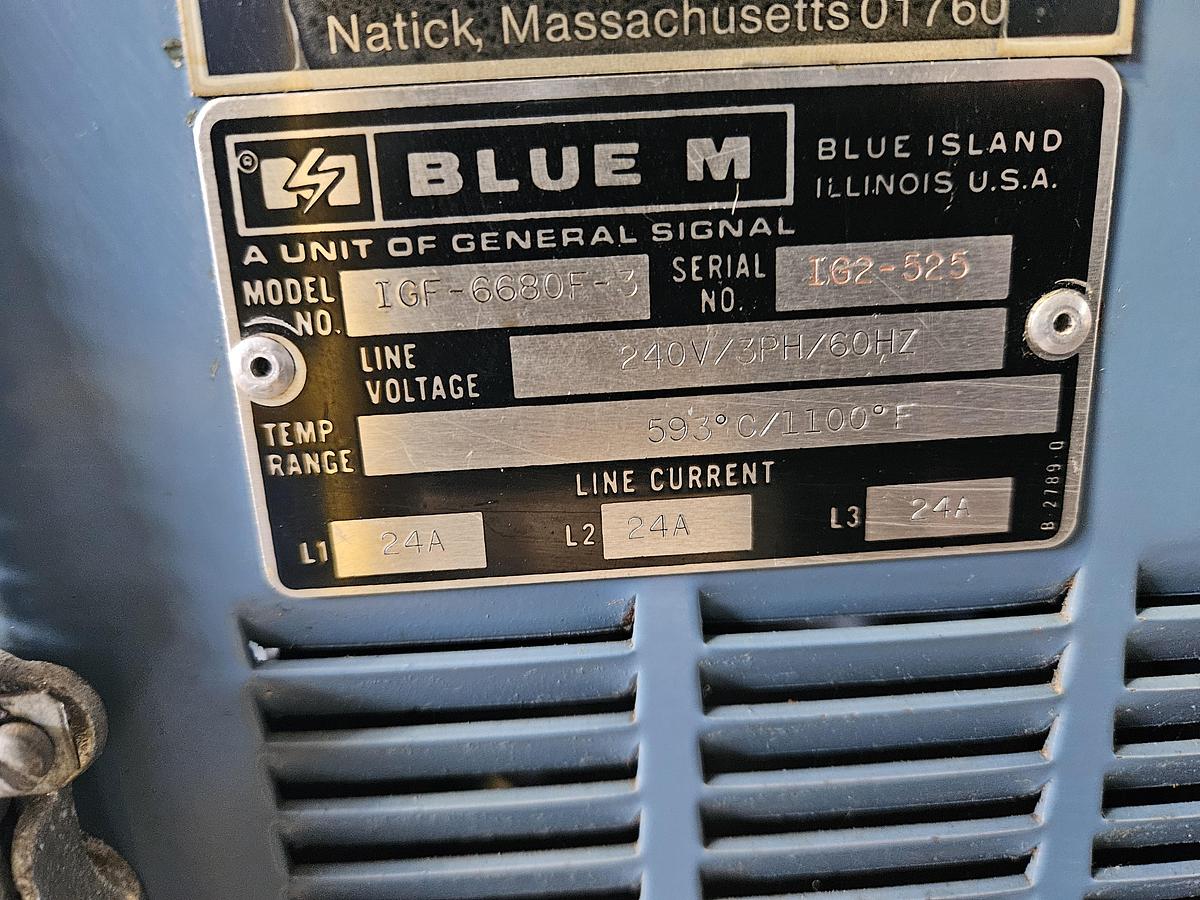 Natick, Massachusetts 01760
® BLUE M
BLUE ISLAND
ILLINOIS U.S.A.
A UNIT OF GENERAL SIGNAL
MODEL NO. IGF-6680F-3
SERIAL NO. IG2-525
LINE VOLTAGE 240V/3PH/60HZ
TEMP RANGE 593°C/1100°F
LINE CURRENT
L1 24A L2 24A L3 24A
B 2789 Q